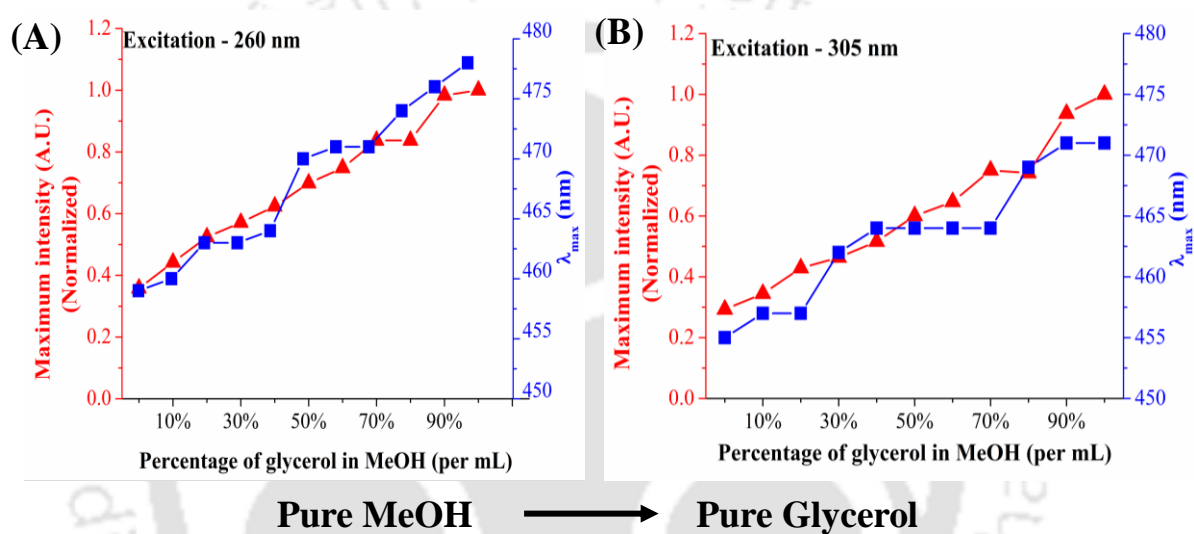 (A)
Excitation - 260 nm
Maximum intensity (A.U.)
(Normalized)
1.2
1.0
0.8
0.6
0.4
0.2
0.0
480
475
470
465
460
455
450
λmax (nm)
10% 30% 50% 70% 90%
Percentage of glycerol in MeOH (per mL)
(B)
Excitation - 305 nm
Maximum intensity (A.U.)
(Normalized)
1.2
1.0
0.8
0.6
0.4
0.2
0.0
480
475
470
465
460
455
450
λmax (nm)
10% 30% 50% 70% 90%
Percentage of glycerol in MeOH (per mL)
Pure MeOH Pure Glycerol